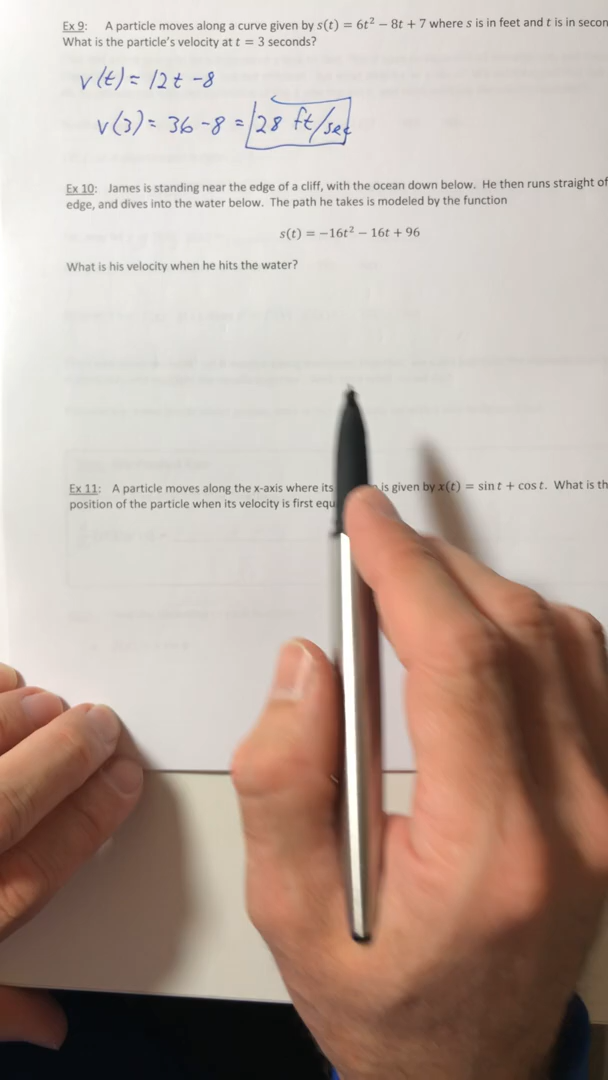 Ex 9: A particle moves along a curve given by s(t) = 6t² − 8t + 7 where s is in feet and t is in
What is the particle's velocity at t = 3 seconds?
v(t) = 12t - 8
v(3) = 36 - 8 = 28 ft/sec
Ex 10: James is standing near the edge of a cliff, with the ocean down below. He then runs straight
edge, and dives into the water below. The path he takes is modeled by the function
s(t) = −16t² − 16t + 96
What is his velocity when he hits the water?
Ex 11: A particle moves along the x-axis where its is given by x(t) = sin t + cos t. What is
position of the particle when its velocity is first